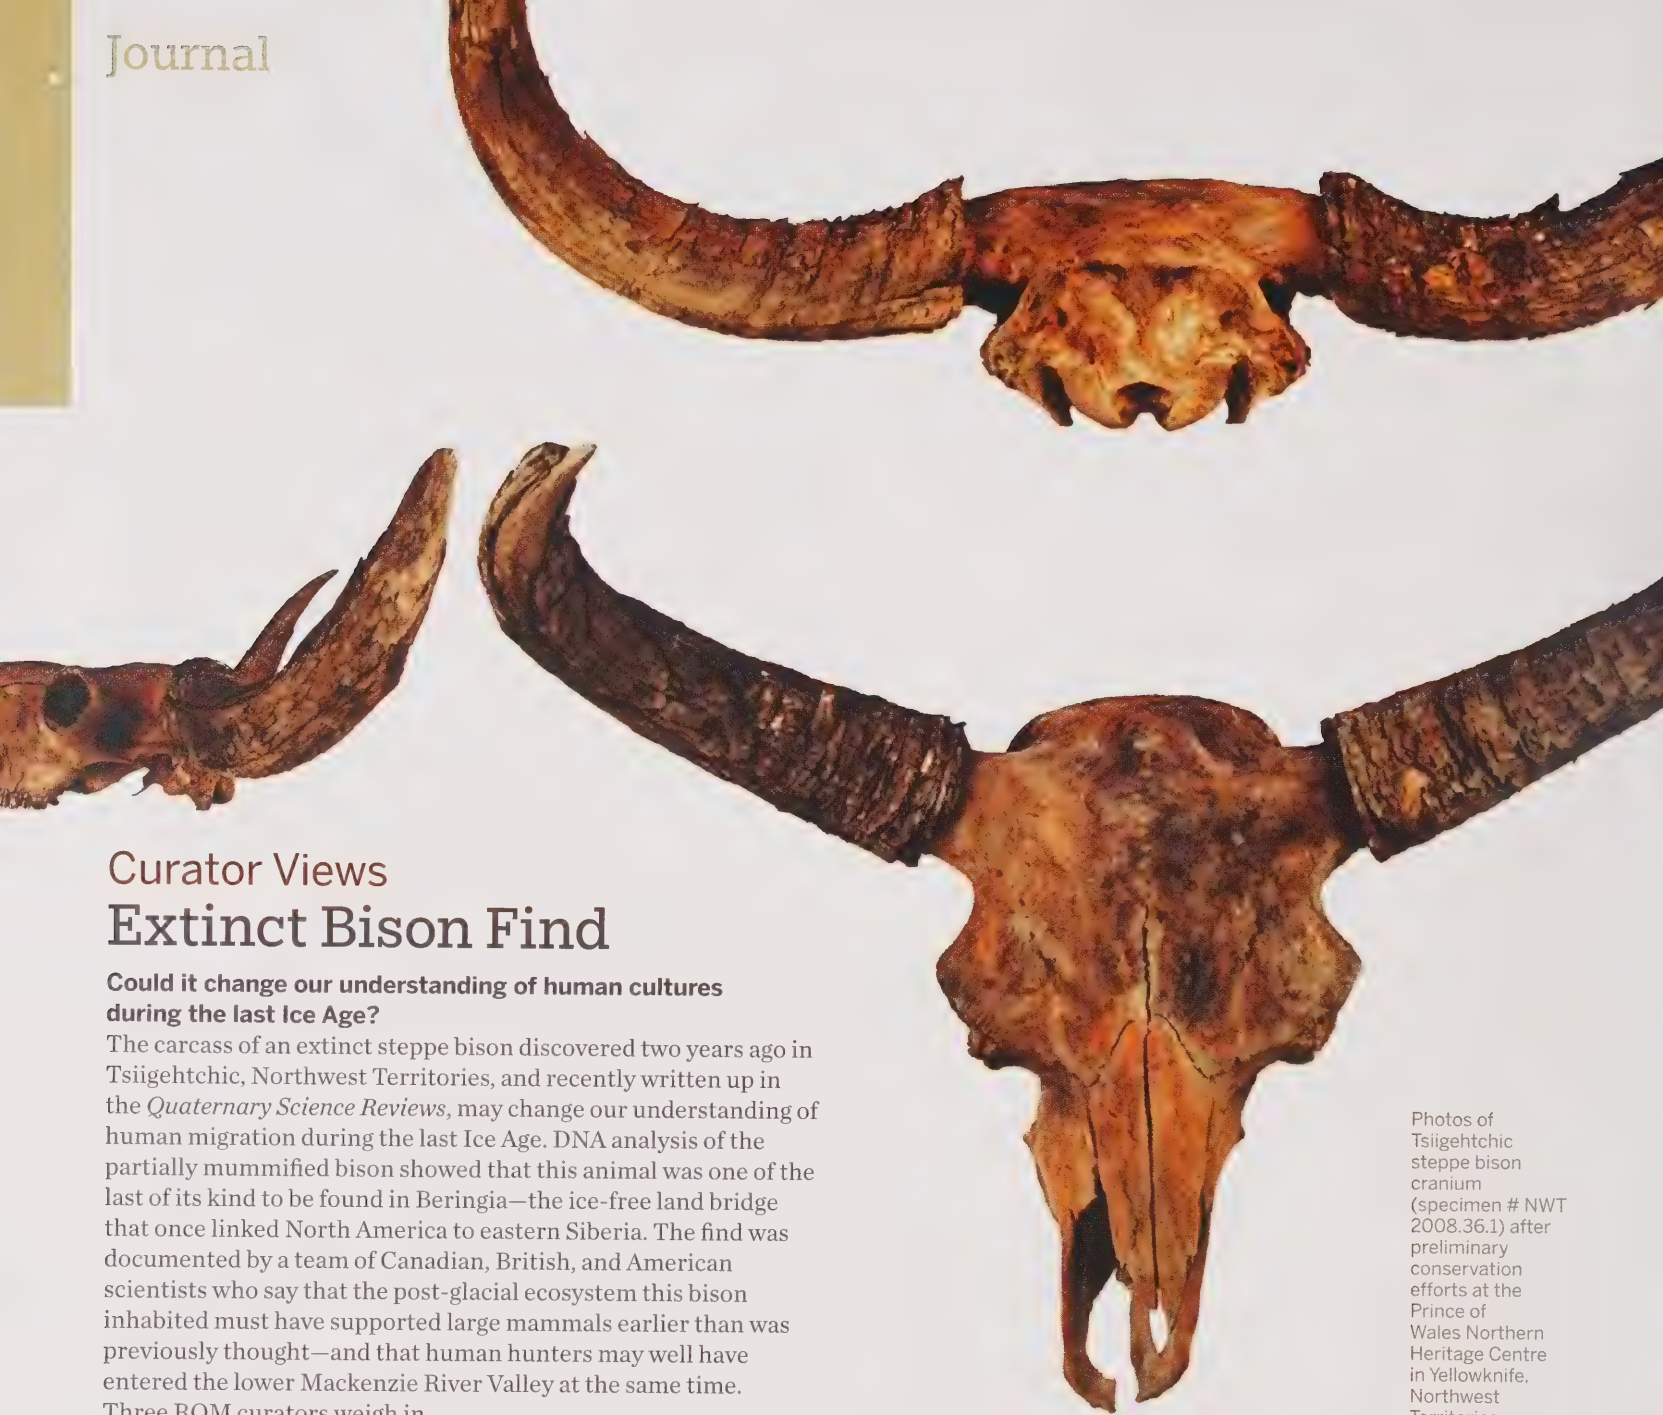 Journal
Curator Views
Extinct Bison Find
Could it change our understanding of human cultures
during the last Ice Age?
The carcass of an extinct steppe bison discovered two years ago in
Tsiigehtchic, Northwest Territories, and recently written up in
the Quaternary Science Reviews, may change our understanding of
human migration during the last Ice Age. DNA analysis of the
partially mummified bison showed that this animal was one of the
last of its kind to be found in Beringia—the ice-free land bridge
that once linked North America to eastern Siberia. The find was
documented by a team of Canadian, British, and American
scientists who say that the post-glacial ecosystem this bison
inhabited must have supported large mammals earlier than was
previously thought—and that human hunters may well have
entered the lower Mackenzie River Valley at the same time.
Three ROM curators weigh in
Photos of
Tsiigehtchic
steppe bison
cranium
(specimen # NWT
2008.36.1) after
preliminary
conservation
efforts at the
Prince of
Wales Northern
Heritage Centre
in Yellowknife,
Northwest